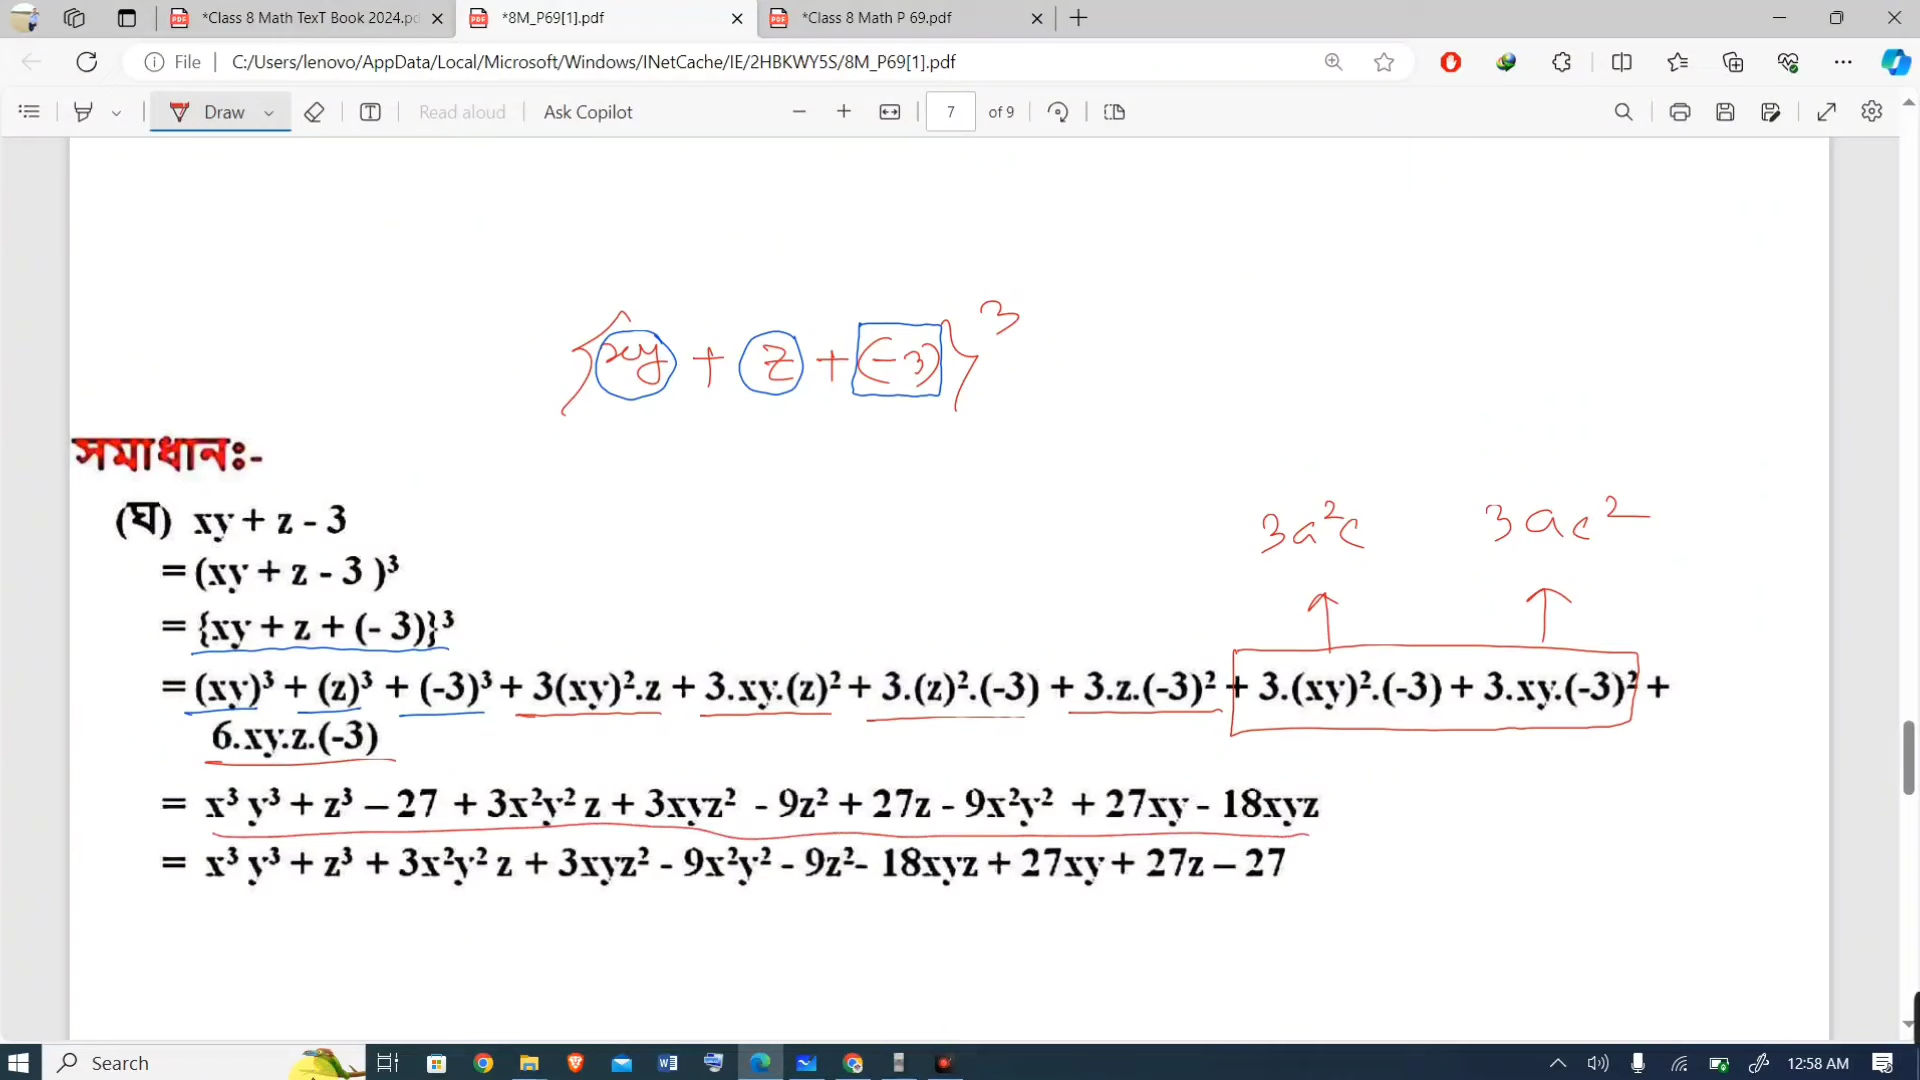 *Class 8 Math TexT Book 2024.pd
*8M_P69[1].pdf
*Class 8 Math P 69.pdf
File
C:/Users/lenovo/AppData/Local/Microsoft/Windows/INetCache/IE/2HBKWY5S/8M_P69[1].pdf
Draw
Read aloud
Ask Copilot
7
of 9
{xy + z + (-3)}³
সমাধানঃ-
(ঘ) xy + z - 3
= (xy + z - 3 )³
= {xy + z + (- 3)}³
3a²c
3ac²
= (xy)³ + (z)³ + (-3)³ + 3(xy)².z + 3.xy.(z)² + 3.(z)².(-3) + 3.z.(-3)² + 3.(xy)².(-3) + 3.xy.(-3)² +
6.xy.z.(-3)
= x³ y³ + z³ – 27 + 3x²y² z + 3xyz² - 9z² + 27z - 9x²y² + 27xy - 18xyz
= x³ y³ + z³ + 3x²y² z + 3xyz² - 9x²y² - 9z²- 18xyz + 27xy + 27z – 27
Search
12:58 AM